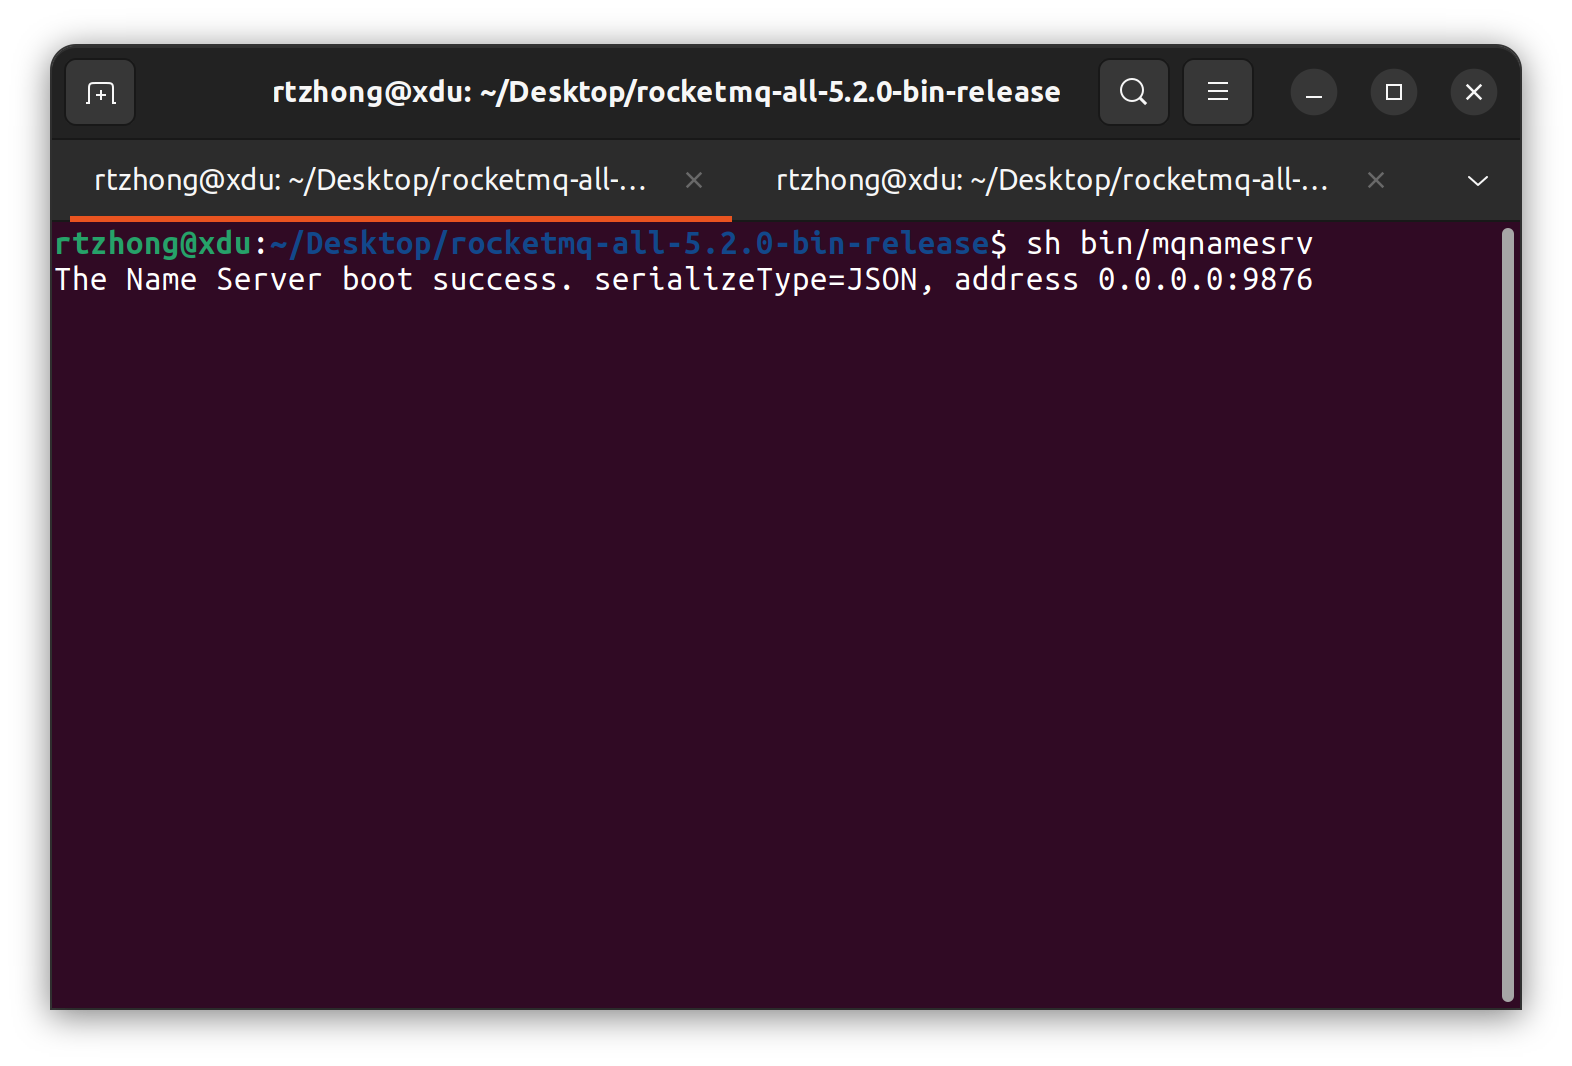 rtzhong@xdu: ~/Desktop/rocketmq-all-5.2.0-bin-release
rtzhong@xdu: ~/Desktop/rocketmq-all-...
rtzhong@xdu: ~/Desktop/rocketmq-all-...
rtzhong@xdu:~/Desktop/rocketmq-all-5.2.0-bin-release$ sh bin/mqnamesrv
The Name Server boot success. serializeType=JSON, address 0.0.0.0:9876